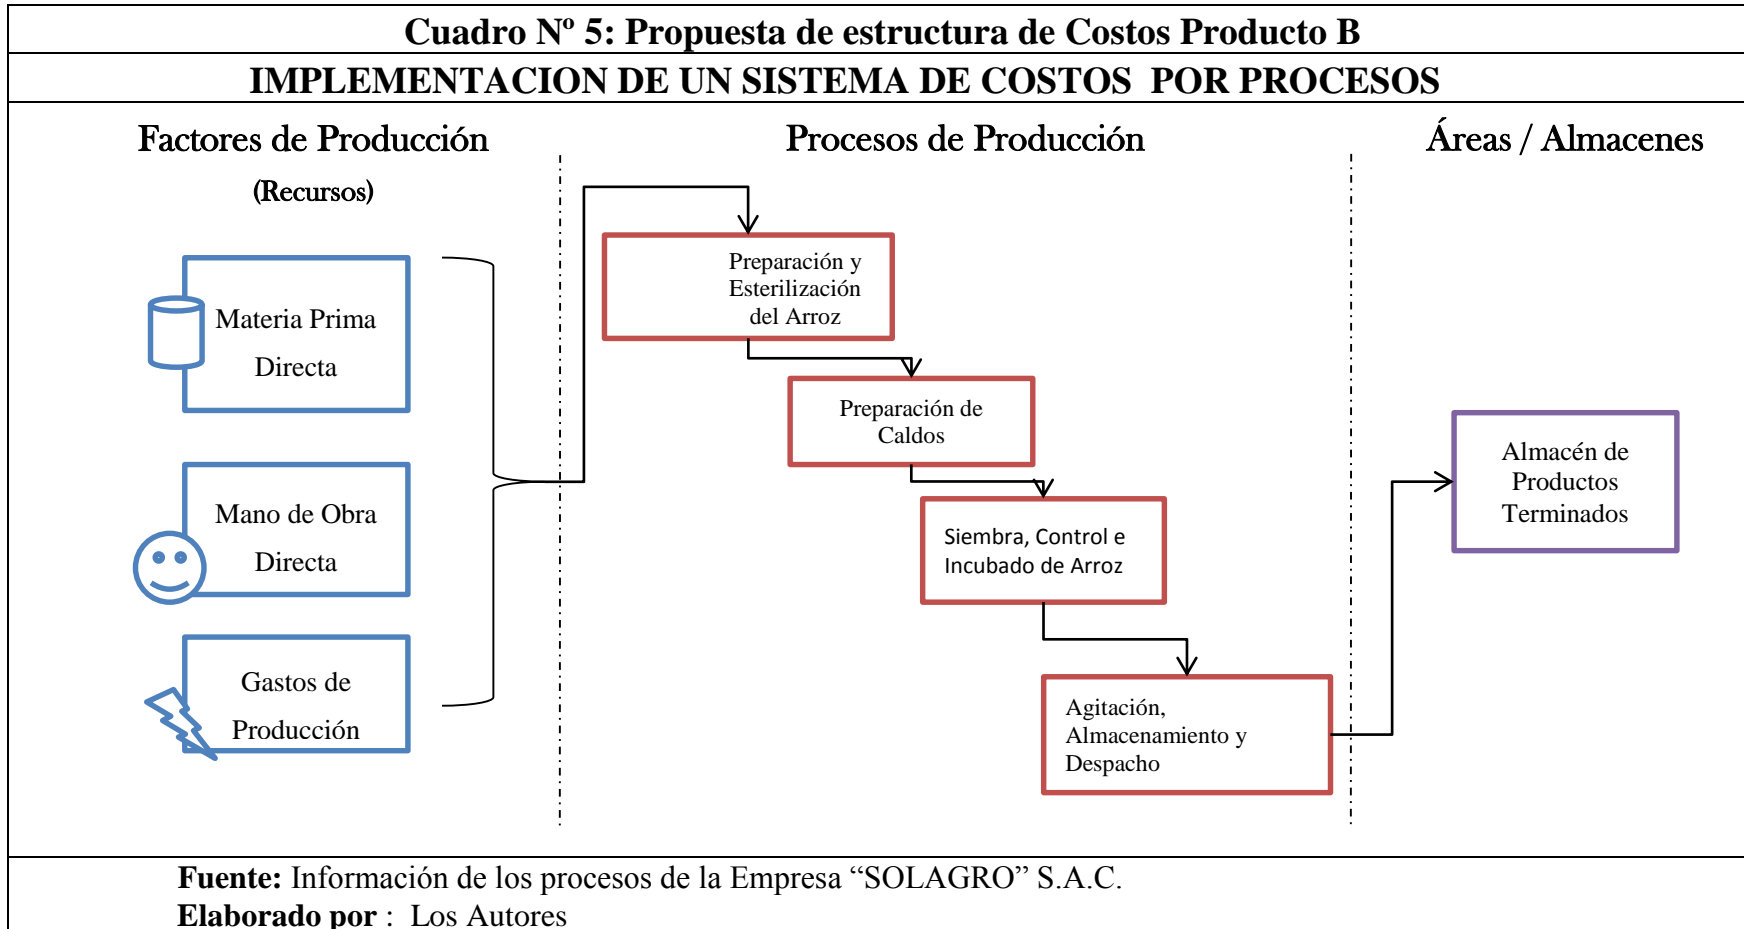 Cuadro Nº 5: Propuesta de estructura de Costos Producto B
IMPLEMENTACION DE UN SISTEMA DE COSTOS POR PROCESOS
Factores de Producción
(Recursos)
Procesos de Producción
Áreas / Almacenes
Materia Prima
Directa
Mano de Obra
Directa
Gastos de
Producción
Preparación y
Esterilización
del Arroz
Preparación de
Caldos
Siembra, Control e
Incubado de Arroz
Agitación,
Almacenamiento y
Despacho
Almacén de
Productos
Terminados
Fuente: Información de los procesos de la Empresa “SOLAGRO” S.A.C.
Elaborado por : Los Autores